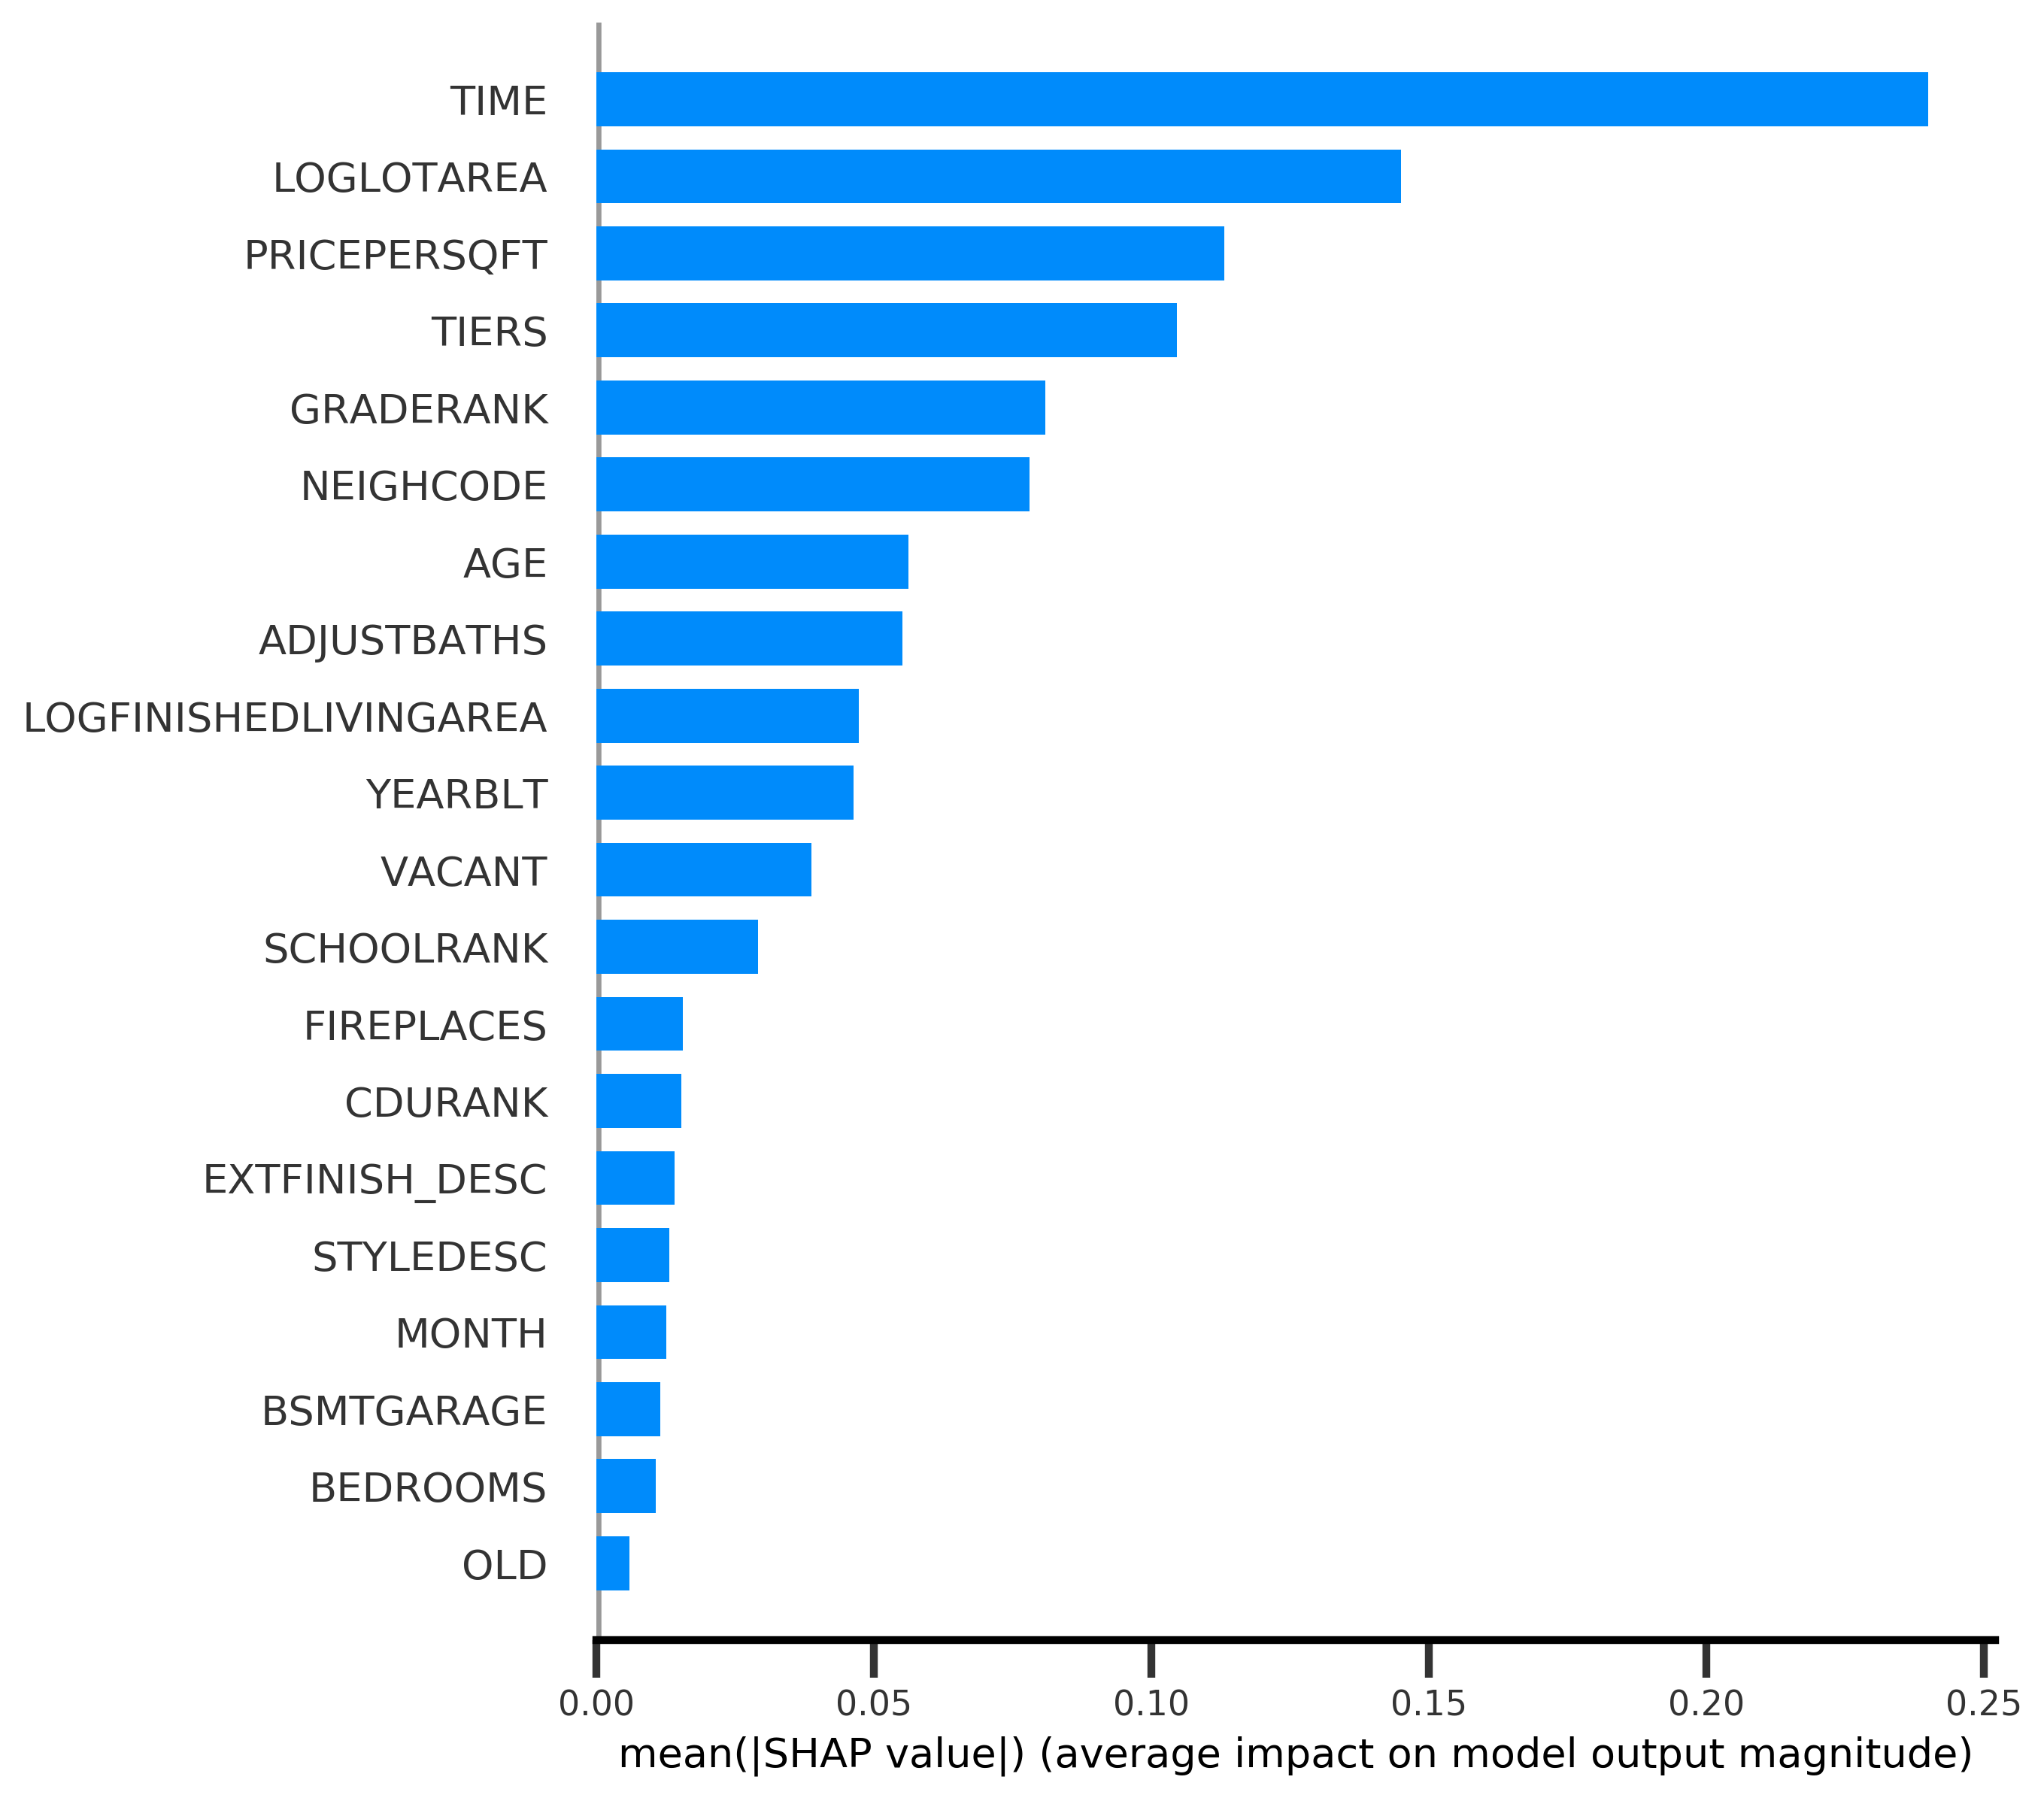 TIME
LOGLOTAREA
PRICEPERSQFT
TIERS
GRADERANK
NEIGHCODE
AGE
ADJUSTBATHS
LOGFINISHEDLIVINGAREA
YEARBLT
VACANT
SCHOOLRANK
FIREPLACES
CDURANK
EXTFINISH_DESC
STYLEDESC
MONTH
BSMTGARAGE
BEDROOMS
OLD
0.00 0.05 0.10 0.15 0.20 0.25
mean(|SHAP value|) (average impact on model output magnitude)